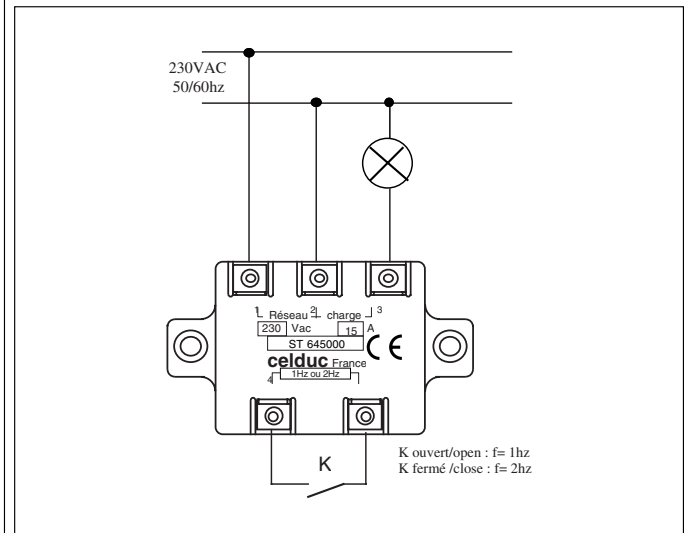 230VAC
50/60hz
1 Réseau 2 charge 3
230 Vac 15 A
ST 645000
CE
celduc France
1Hz ou 2Hz
4
K
K ouvert/open : f= 1hz
K fermé /close : f= 2hz